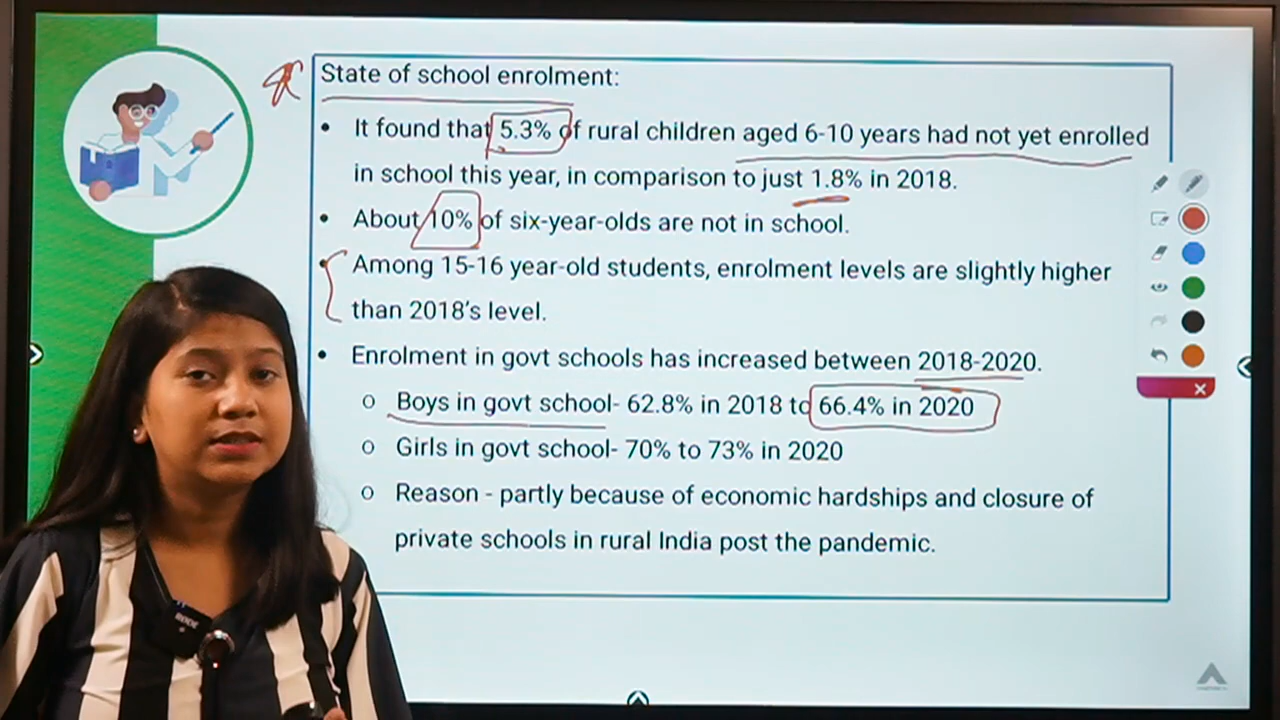 State of school enrolment:
• It found that 5.3% of rural children aged 6-10 years had not yet enrolled
in school this year, in comparison to just 1.8% in 2018.
• About 10% of six-year-olds are not in school.
• Among 15-16 year-old students, enrolment levels are slightly higher
than 2018's level.
• Enrolment in govt schools has increased between 2018-2020.
o Boys in govt school- 62.8% in 2018 to 66.4% in 2020
o Girls in govt school- 70% to 73% in 2020
o Reason - partly because of economic hardships and closure of
private schools in rural India post the pandemic.